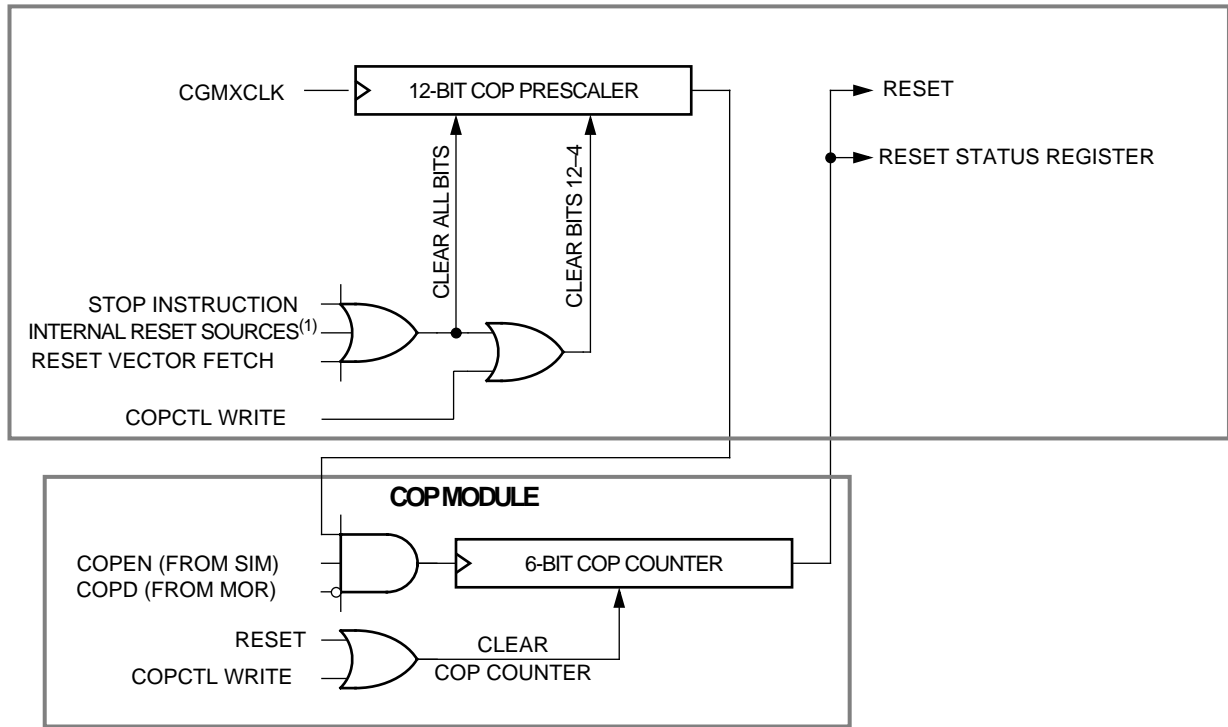 CGMXCLK
12-BIT COP PRESCALER
RESET
RESET STATUS REGISTER
CLEAR ALL BITS
CLEAR BITS 12–4
STOP INSTRUCTION
INTERNAL RESET SOURCES(1)
RESET VECTOR FETCH
COPCTL WRITE
COP MODULE
COPEN (FROM SIM)
COPD (FROM MOR)
6-BIT COP COUNTER
RESET
COPCTL WRITE
CLEAR
COP COUNTER